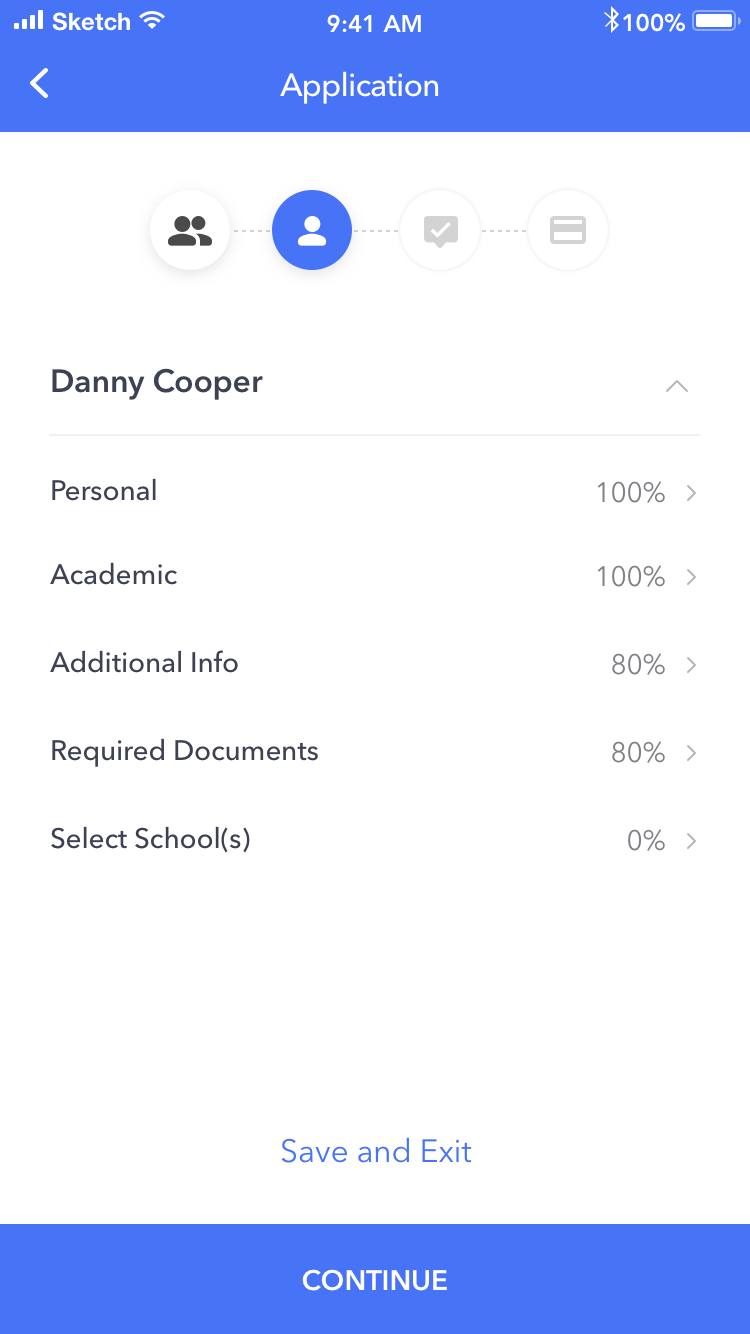 Sketch 9:41 AM 100%
Application
Danny Cooper
Personal 100%
Academic 100%
Additional Info 80%
Required Documents 80%
Select School(s) 0%
Save and Exit
CONTINUE